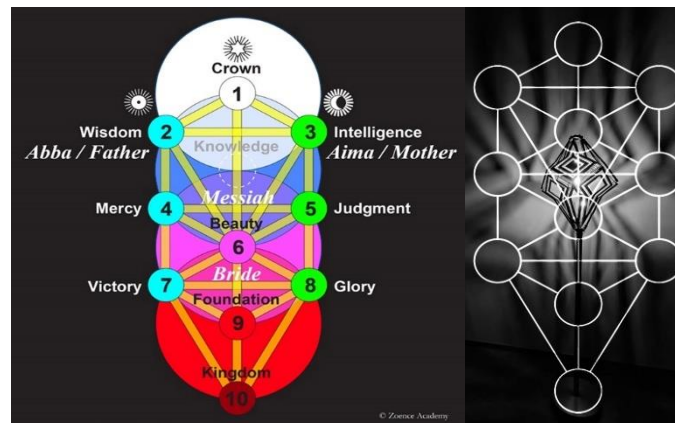 Crown
1
Wisdom 2 3 Intelligence
Abba / Father Knowledge Aima / Mother
Messiah
Mercy 4 5 Judgment
Beauty
6
Bride
Victory 7 8 Glory
Foundation
9
Kingdom
10
© Zoence Academy